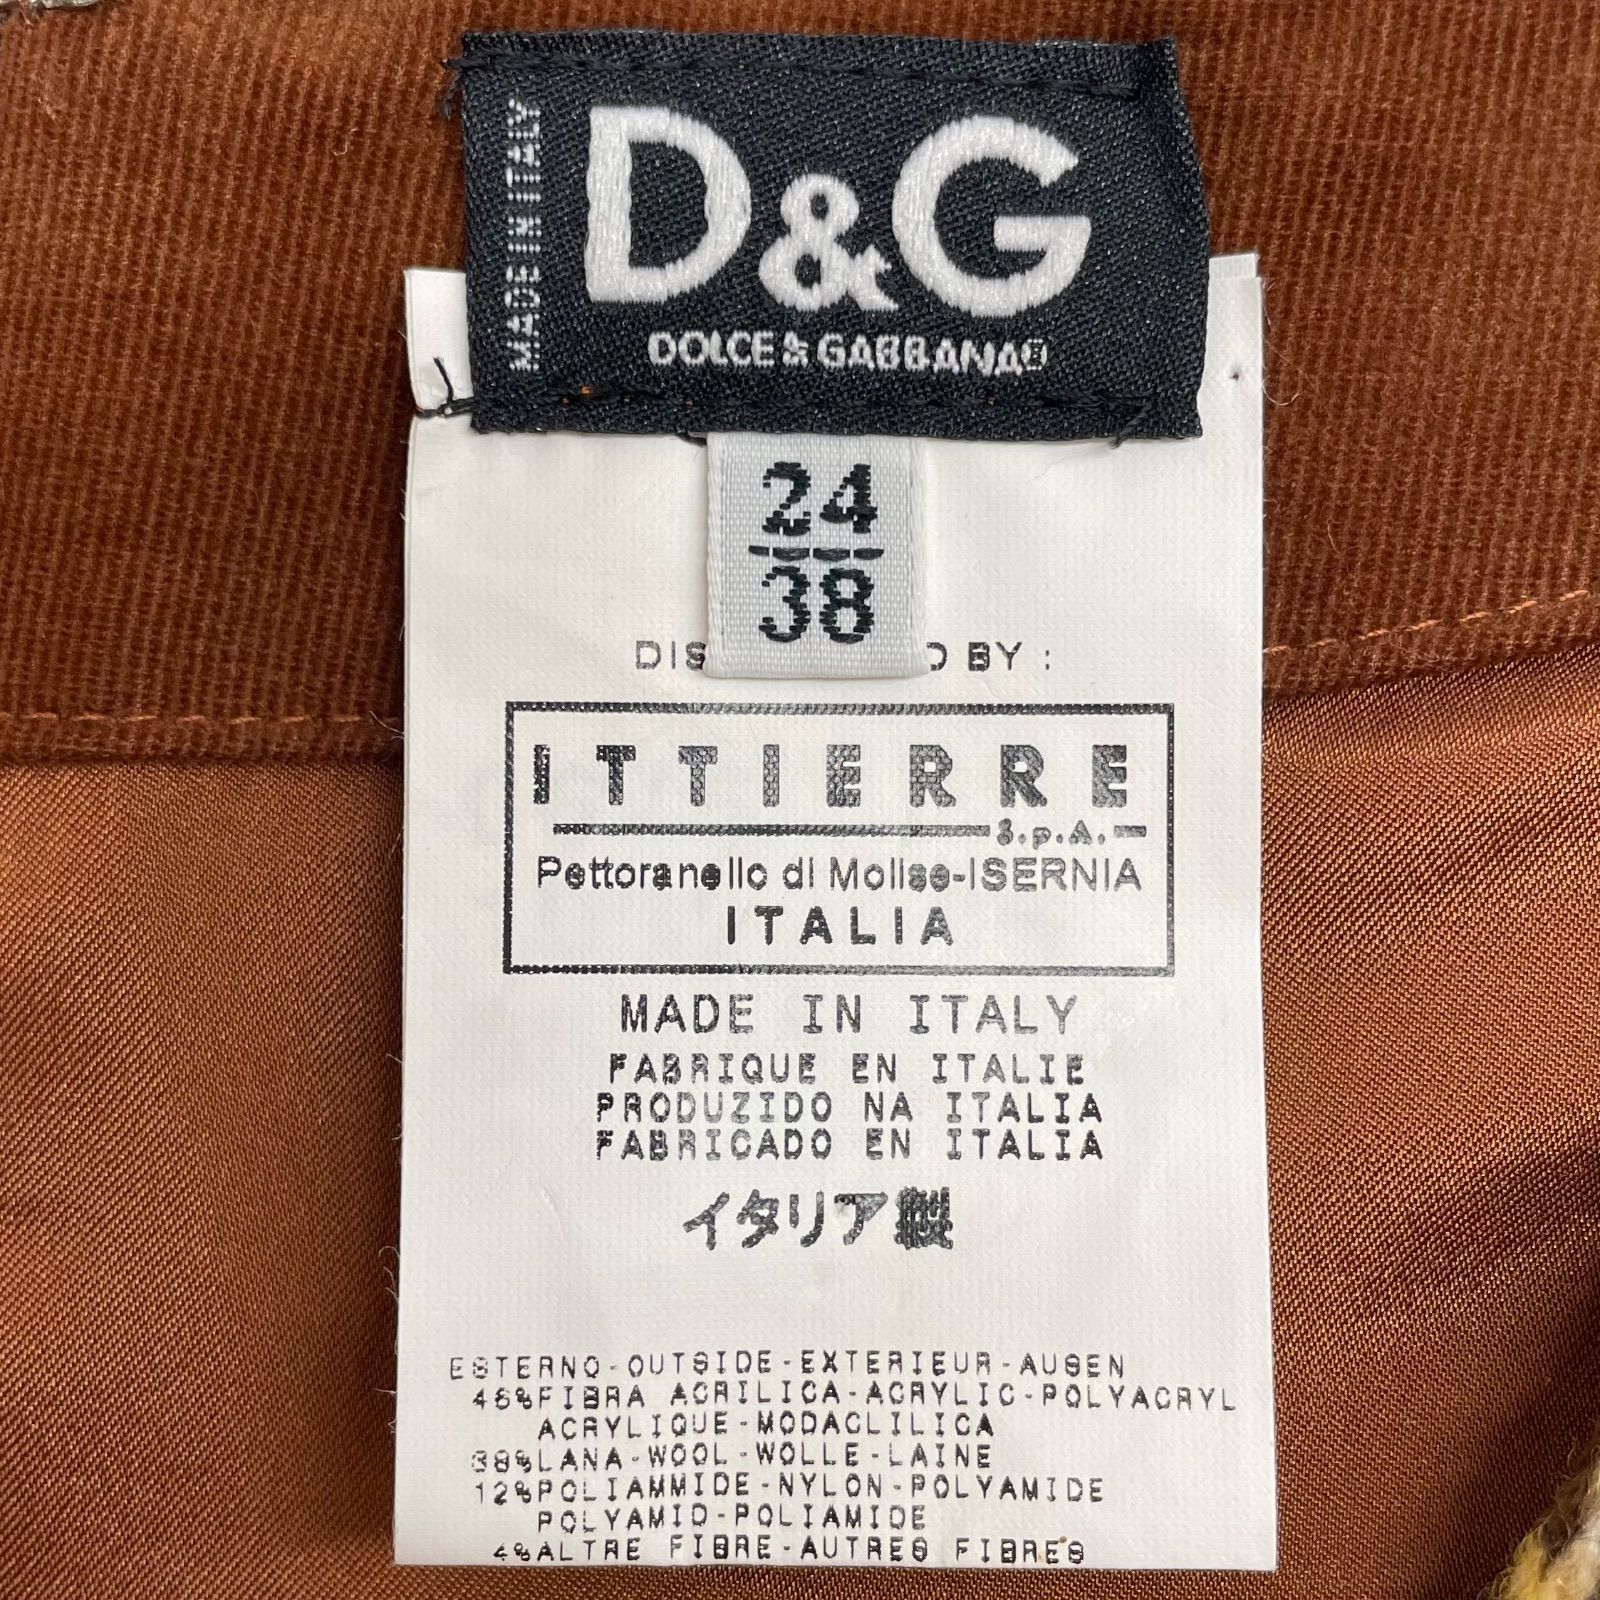 MADE IN ITALY
D&G
DOLCE & GABBANA
24
38
BY :
ITTIERRE
S.p.A.
Pettoranello di Molise-ISERNIA
ITALIA
MADE IN ITALY
FABRIQUE EN ITALIE
PRODUZIDO NA ITALIA
FABRICADO EN ITALIA
イタリア製
ESTERNO-OUTSIDE-EXTERIEUR-AUSEN
46%FIBRA ACRILICA-ACRYLIC-POLYACRYL
ACRYLIQUE-MODACLILICA
38%LANA-WOOL-WOLLE-LAINE
12%POLIAMMIDE-NYLON-POLYAMIDE
POLYAMID-POLIAMIDE
4%ALTRE FIBRE-AUTRES FIBRES